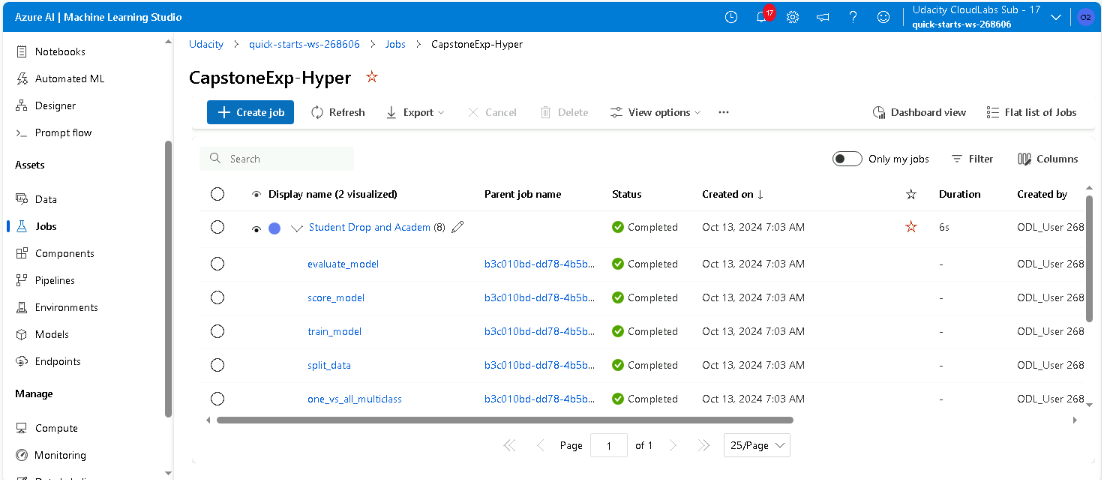 Azure AI | Machine Learning Studio
17
Udacity CloudLabs Sub - 17
quick-starts-ws-268606
O2
Notebooks
Automated ML
Designer
Prompt flow
Assets
Data
Jobs
Components
Pipelines
Environments
Models
Endpoints
Manage
Compute
Monitoring
Udacity > quick-starts-ws-268606 > Jobs > CapstoneExp-Hyper
CapstoneExp-Hyper
Create job Refresh Export Cancel Delete View options ... Dashboard view Flat list of Jobs
Search Only my jobs Filter Columns
Display name (2 visualized) Parent job name Status Created on ↓ Duration Created by
Student Drop and Academ (8) Completed Oct 13, 2024 7:03 AM 6s ODL_User 268
evaluate_model b3c010bd-dd78-4b5b... Completed Oct 13, 2024 7:03 AM - ODL_User 268
score_model b3c010bd-dd78-4b5b... Completed Oct 13, 2024 7:03 AM - ODL_User 268
train_model b3c010bd-dd78-4b5b... Completed Oct 13, 2024 7:03 AM - ODL_User 268
split_data b3c010bd-dd78-4b5b... Completed Oct 13, 2024 7:03 AM - ODL_User 268
one_vs_all_multiclass b3c010bd-dd78-4b5b... Completed Oct 13, 2024 7:03 AM - ODL_User 268
Page 1 of 1 25/Page